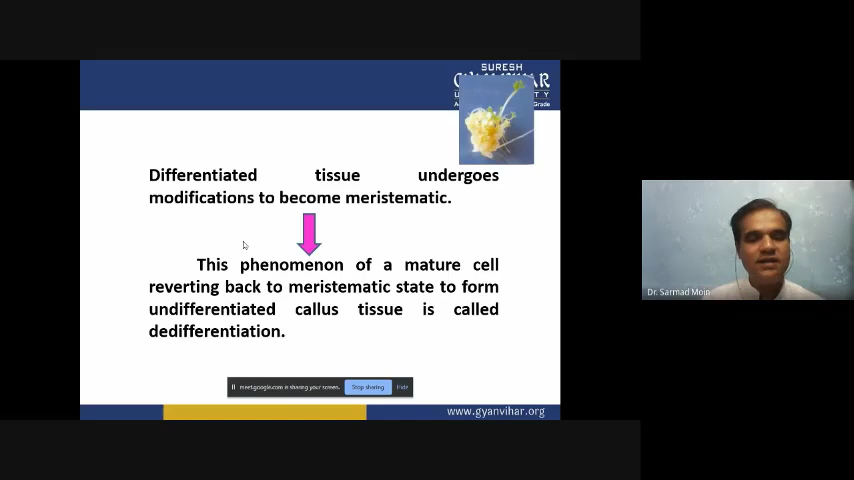 SURESH
Differentiated tissue undergoes
modifications to become meristematic.
This phenomenon of a mature cell
reverting back to meristematic state to form
undifferentiated callus tissue is called
dedifferentiation.
Dr. Sarmad Moin
meet.google.com is sharing your screen. Stop sharing Hide
www.gyanvihar.org